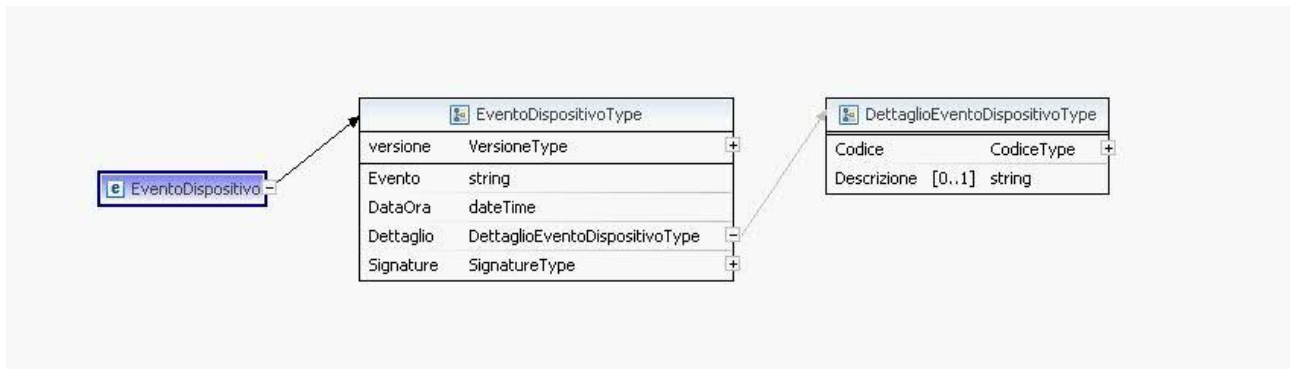 EventoDispositivo
EventoDispositivoType
versione VersioneType
Evento string
DataOra dateTime
Dettaglio DettaglioEventoDispositivoType
Signature SignatureType
DettaglioEventoDispositivoType
Codice CodiceType
Descrizione [0..1] string